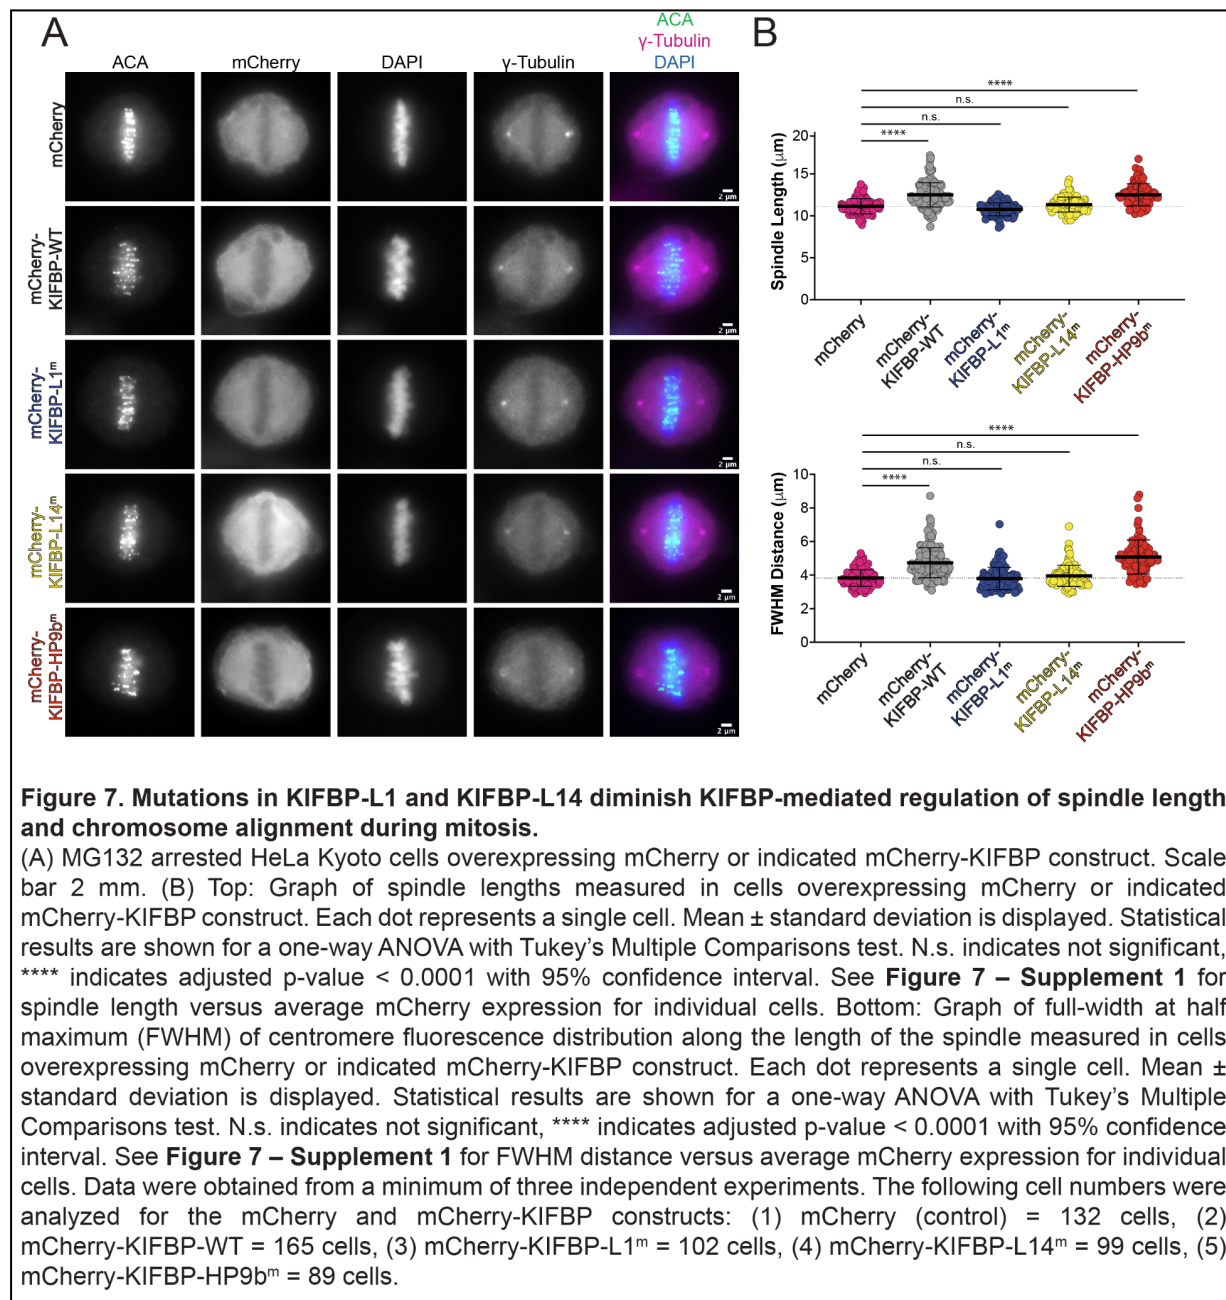 A
ACA
mCherry
DAPI
γ-Tubulin
ACA
γ-Tubulin
DAPI
mCherry
2 µm
mCherry-
KIFBP-WT
2 µm
mCherry-
KIFBP-L1ᵐ
2 µm
mCherry-
KIFBP-L14ᵐ
2 µm
mCherry-
KIFBP-HP9bᵐ
2 µm
B
****
n.s.
n.s.
****
20
15
10
5
0
Spindle Length (µm)
mCherry
mCherry-
KIFBP-WT
mCherry-
KIFBP-L1ᵐ
mCherry-
KIFBP-L14ᵐ
mCherry-
KIFBP-HP9bᵐ
****
n.s.
n.s.
****
10
8
6
4
2
0
FWHM Distance (µm)
mCherry
mCherry-
KIFBP-WT
mCherry-
KIFBP-L1ᵐ
mCherry-
KIFBP-L14ᵐ
mCherry-
KIFBP-HP9bᵐ
Figure 7. Mutations in KIFBP-L1 and KIFBP-L14 diminish KIFBP-mediated regulation of spindle length
and chromosome alignment during mitosis.
(A) MG132 arrested HeLa Kyoto cells overexpressing mCherry or indicated mCherry-KIFBP construct. Scale
bar 2 mm. (B) Top: Graph of spindle lengths measured in cells overexpressing mCherry or indicated
mCherry-KIFBP construct. Each dot represents a single cell. Mean ± standard deviation is displayed. Statistical
results are shown for a one-way ANOVA with Tukey's Multiple Comparisons test. N.s. indicates not significant,
**** indicates adjusted p-value < 0.0001 with 95% confidence interval. See Figure 7 – Supplement 1 for
spindle length versus average mCherry expression for individual cells. Bottom: Graph of full-width at half
maximum (FWHM) of centromere fluorescence distribution along the length of the spindle measured in cells
overexpressing mCherry or indicated mCherry-KIFBP construct. Each dot represents a single cell. Mean ±
standard deviation is displayed. Statistical results are shown for a one-way ANOVA with Tukey's Multiple
Comparisons test. N.s. indicates not significant, **** indicates adjusted p-value < 0.0001 with 95% confidence
interval. See Figure 7 – Supplement 1 for FWHM distance versus average mCherry expression for individual
cells. Data were obtained from a minimum of three independent experiments. The following cell numbers were
analyzed for the mCherry and mCherry-KIFBP constructs: (1) mCherry (control) = 132 cells, (2)
mCherry-KIFBP-WT = 165 cells, (3) mCherry-KIFBP-L1ᵐ = 102 cells, (4) mCherry-KIFBP-L14ᵐ = 99 cells, (5)
mCherry-KIFBP-HP9bᵐ = 89 cells.